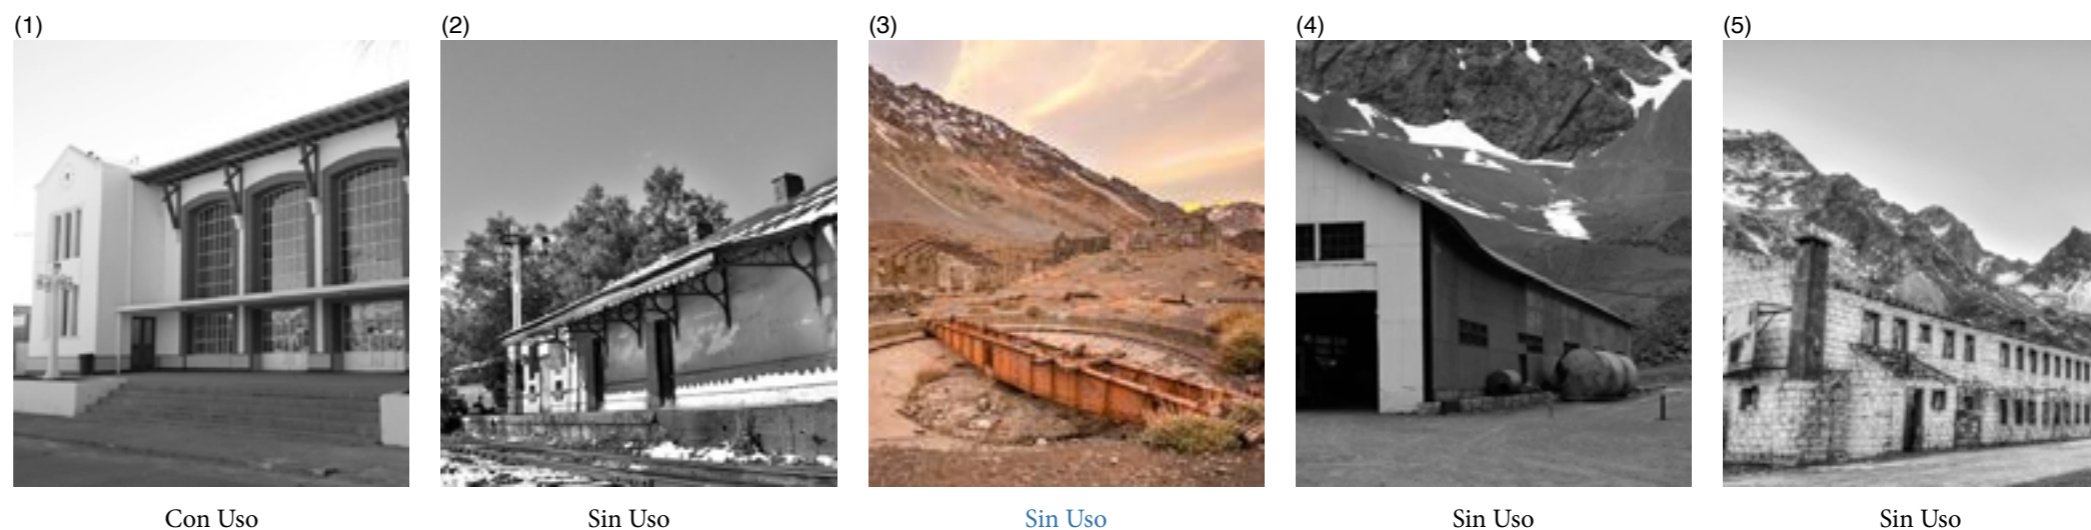 (1)
(2)
(3)
(4)
(5)
Con Uso
Sin Uso
Sin Uso
Sin Uso
Sin Uso